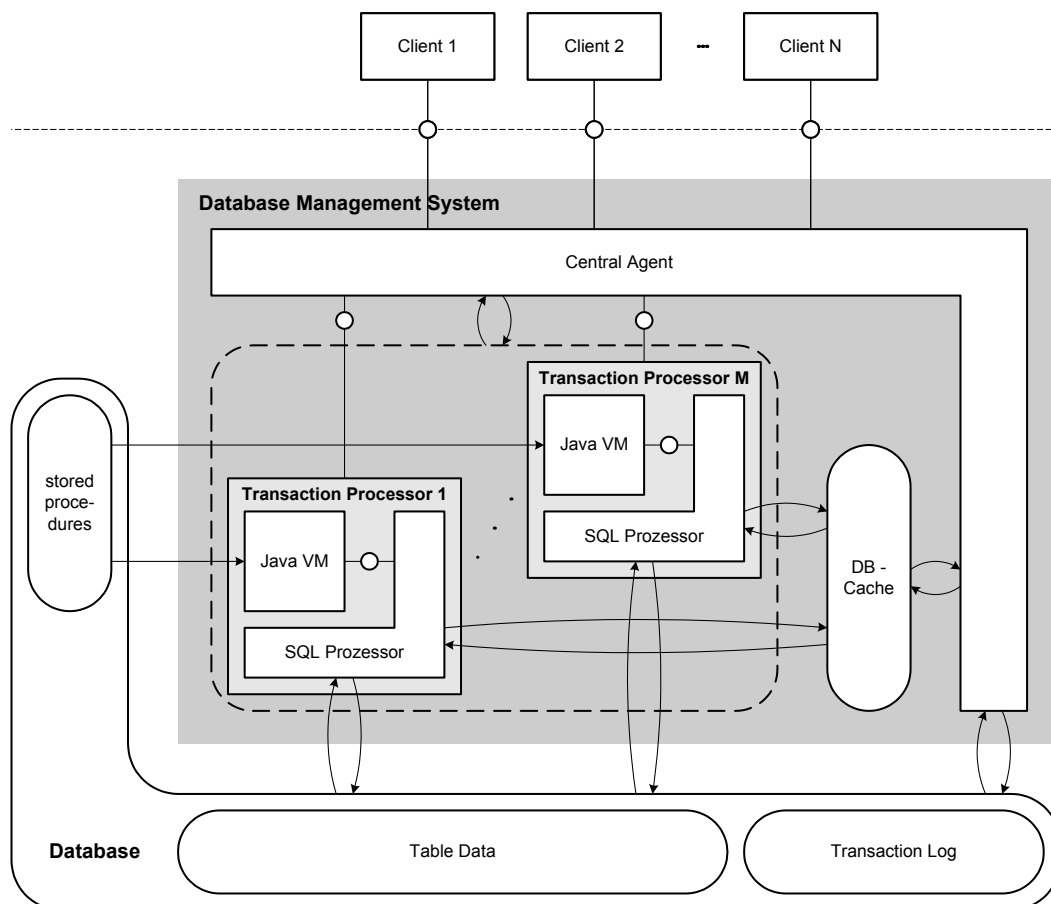 Client 1
Client 2
...
Client N
Database Management System
Central Agent
Transaction Processor M
Java VM
SQL Prozessor
stored
proce-
dures
Transaction Processor 1
Java VM
SQL Prozessor
. . .
DB -
Cache
Database
Table Data
Transaction Log